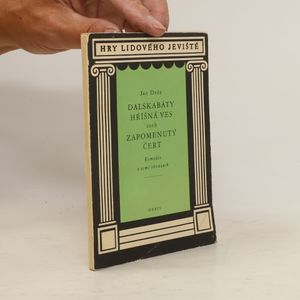 HRY LIDOVÉHO JEVIŠTĚ
Jan Drda
DALSKABÁTY
HŘÍŠNÁ VES
aneb
ZAPOMENUTÝ
ČERT
Komedie
o sedmi obrazech
ORBIS